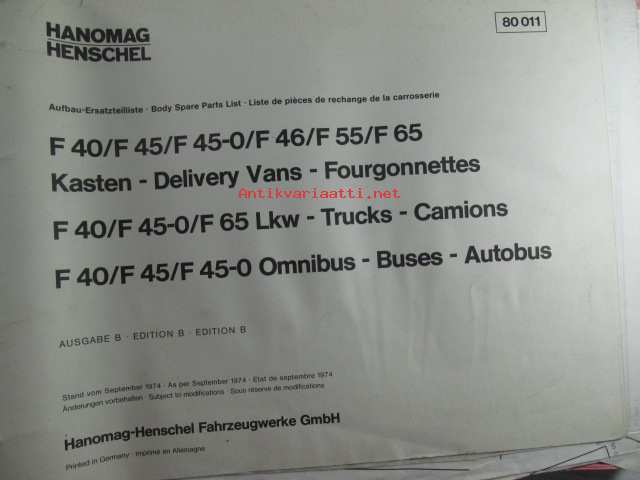 HANOMAG
HENSCHEL
80 011
Aufbau-Ersatzteilliste · Body Spare Parts List · Liste de pièces de rechange de la carrosserie
F 40/F 45/F 45-0/F 46/F 55/F 65
Kasten - Delivery Vans - Fourgonnettes
Antikvariaatti.net
F 40/F 45-0/F 65 Lkw - Trucks - Camions
F 40/F 45/F 45-0 Omnibus - Buses - Autobus
AUSGABE B · EDITION B · EDITION B
Stand vom September 1974 · As per September 1974 · Etat de septembre 1974
Änderungen vorbehalten · Subject to modifications · Sous réserve de modifications
Hanomag-Henschel Fahrzeugwerke GmbH
Printed in Germany · Imprimé en Allemagne